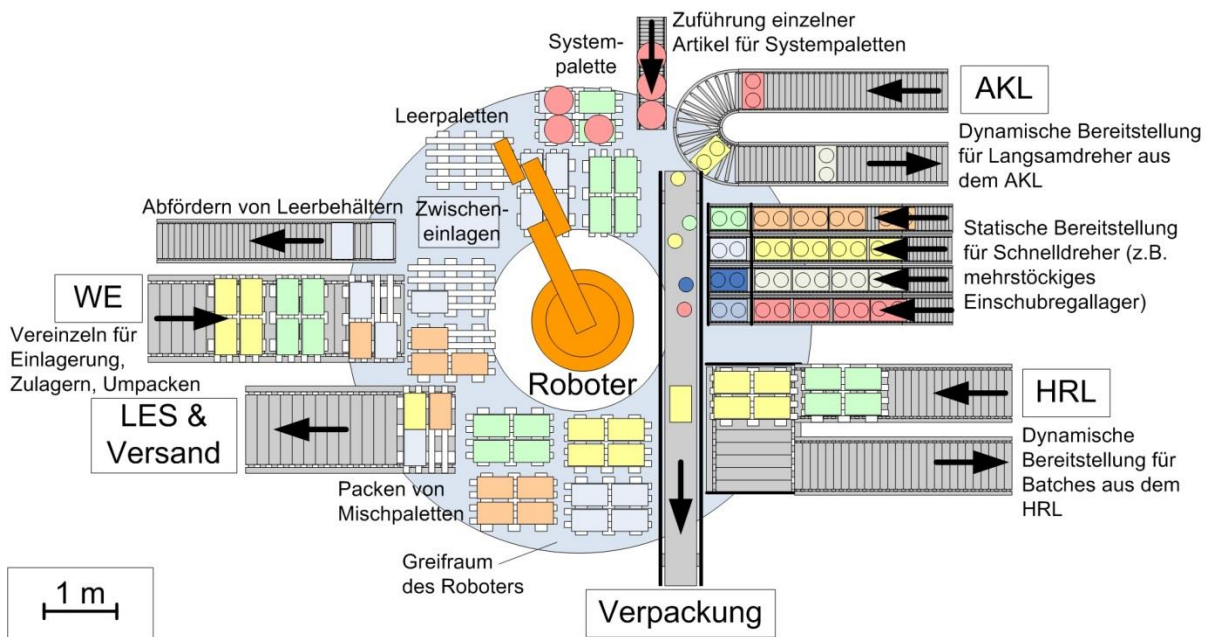 Zuführung einzelner
Artikel für Systempaletten
System-
palette
Leerpaletten
AKL
Dynamische Bereitstellung
für Langsamdreher aus
dem AKL
Abfördern von Leerbehältern
Zwischen-
einlagen
Statische Bereitstellung
für Schnelldreher (z.B.
mehrstöckiges
Einschubregallager)
WE
Vereinzeln für
Einlagerung,
Zulagern, Umpacken
Roboter
HRL
LES &
Versand
Dynamische
Bereitstellung für
Batches aus dem
HRL
Packen von
Mischpaletten
Greifraum
des Roboters
1 m
Verpackung